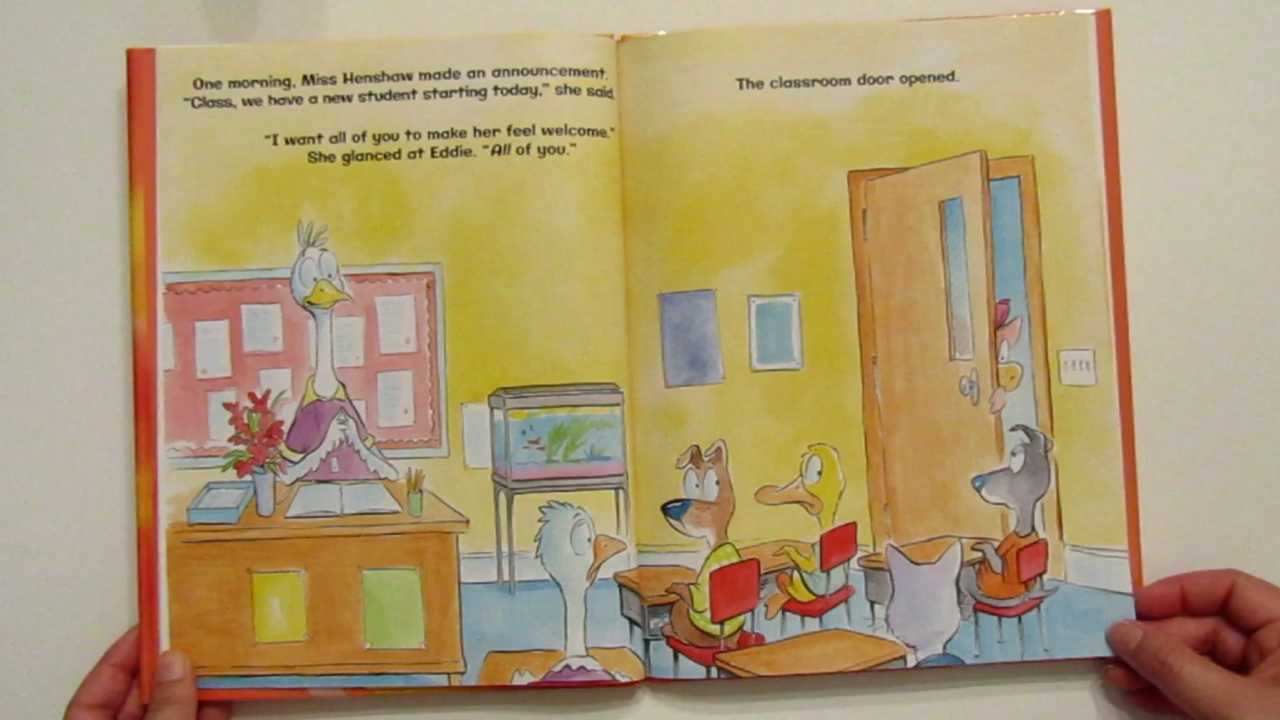 One morning, Miss Henshaw made an announcement.
"Class, we have a new student starting today," she said.
"I want all of you to make her feel welcome."
She glanced at Eddie. "All of you."
The classroom door opened.